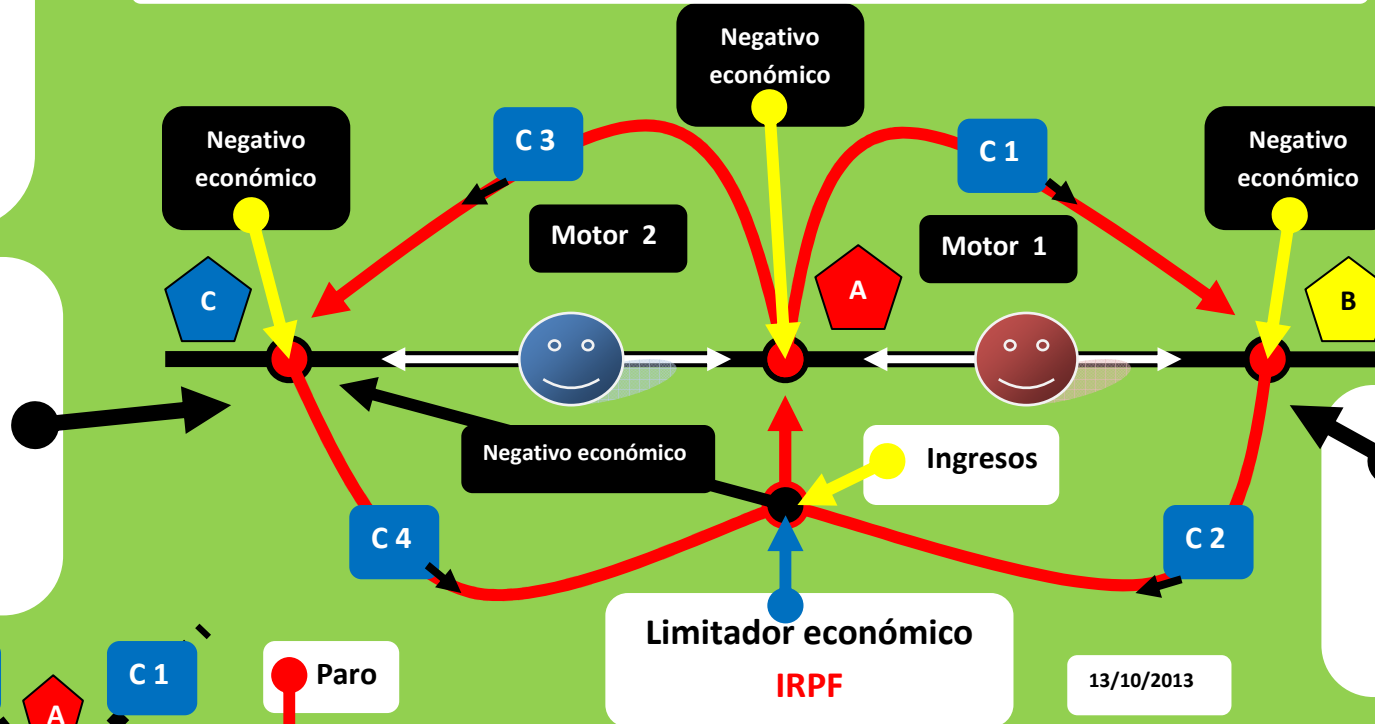 Negativo
económico
Negativo
económico
C 3
C 1
Negativo
económico
Motor 2
Motor 1
C
A
B
Negativo económico
Ingresos
C 4
C 2
Limitador económico
IRPF
C 1
Paro
13/10/2013
A